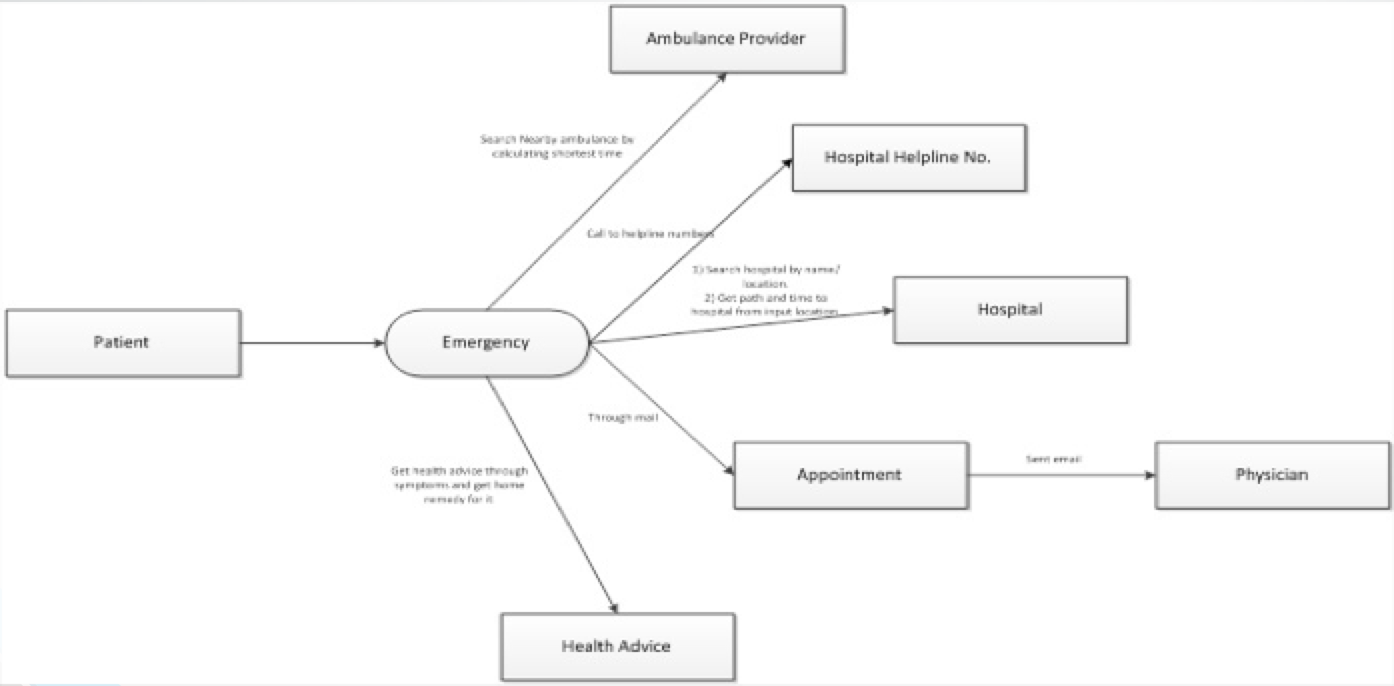 Ambulance Provider
Search Nearby ambulance by
calculating shortest time
Hospital Helpline No.
Call to helpline numbers
1) Search hospital by name/
location.
2) Get path and time to
hospital from input location.
Hospital
Patient
Emergency
Through mail
Appointment
Sent email
Physician
Get health advice through
symptoms and get home
remedy for it
Health Advice